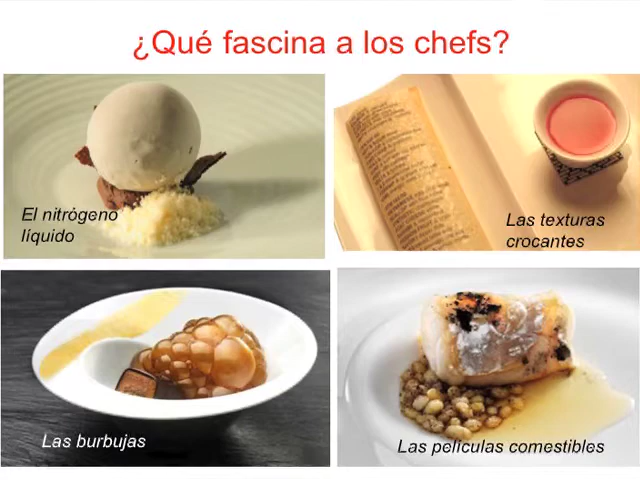 ¿Qué fascina a los chefs?
El nitrógeno
líquido
Las texturas
crocantes
Las burbujas
Las películas comestibles